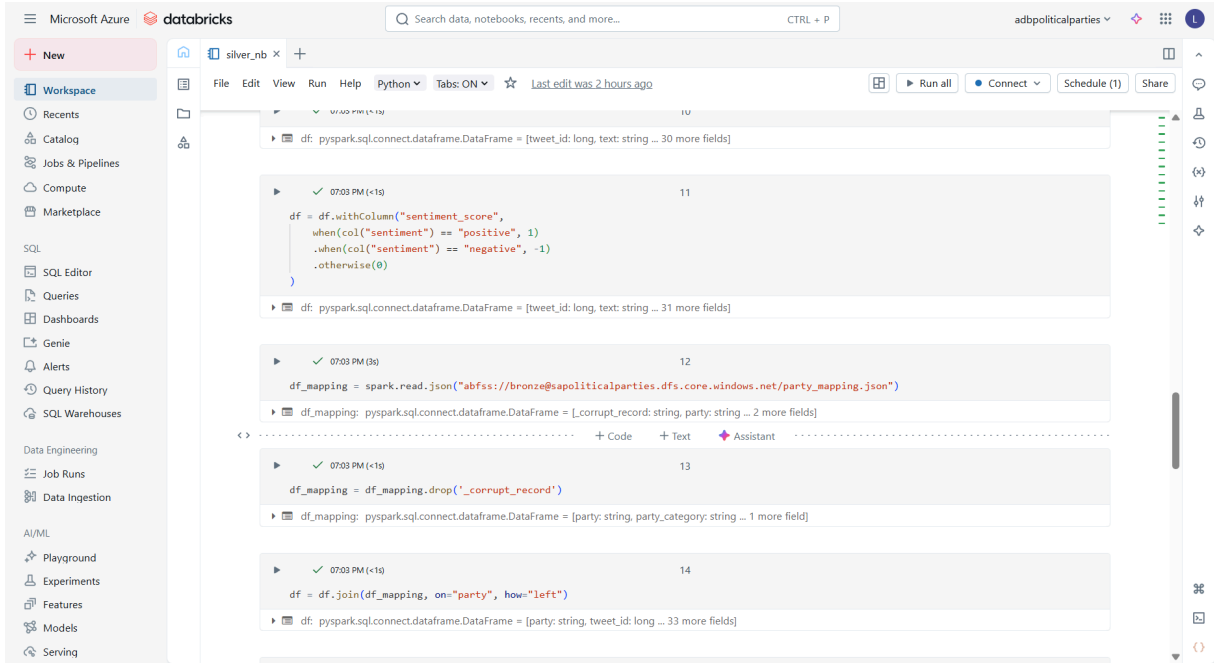 Microsoft Azure databricks
Search data, notebooks, recents, and more... CTRL + P
adbpoliticalparties L
New
Workspace
Recents
Catalog
Jobs & Pipelines
Compute
Marketplace
SQL
SQL Editor
Queries
Dashboards
Genie
Alerts
Query History
SQL Warehouses
Data Engineering
Job Runs
Data Ingestion
AI/ML
Playground
Experiments
Features
Models
Serving
silver_nb
File Edit View Run Help Python Tabs: ON Last edit was 2 hours ago
Run all Connect Schedule (1) Share
07:03 PM (<1s) 10
df: pyspark.sql.connect.dataframe.DataFrame = [tweet_id: long, text: string ... 30 more fields]
07:03 PM (<1s) 11
df = df.withColumn("sentiment_score",
when(col("sentiment") == "positive", 1)
.when(col("sentiment") == "negative", -1)
.otherwise(0)
)
df: pyspark.sql.connect.dataframe.DataFrame = [tweet_id: long, text: string ... 31 more fields]
07:03 PM (3s) 12
df_mapping = spark.read.json("abfss://bronze@sapoliticalparties.dfs.core.windows.net/party_mapping.json")
df_mapping: pyspark.sql.connect.dataframe.DataFrame = [_corrupt_record: string, party: string ... 2 more fields]
+ Code + Text Assistant
07:03 PM (<1s) 13
df_mapping = df_mapping.drop('_corrupt_record')
df_mapping: pyspark.sql.connect.dataframe.DataFrame = [party: string, party_category: string ... 1 more field]
07:03 PM (<1s) 14
df = df.join(df_mapping, on="party", how="left")
df: pyspark.sql.connect.dataframe.DataFrame = [party: string, tweet_id: long ... 33 more fields]